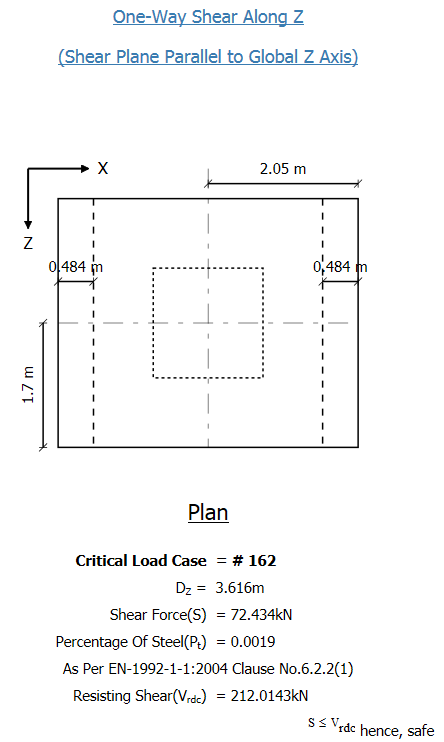 One-Way Shear Along Z
(Shear Plane Parallel to Global Z Axis)
X
2.05 m
Z
0.484 m
0.484 m
1.7 m
Plan
Critical Load Case = # 162
Dz = 3.616m
Shear Force(S) = 72.434kN
Percentage Of Steel(Pt) = 0.0019
As Per EN-1992-1-1:2004 Clause No.6.2.2(1)
Resisting Shear(Vrdc) = 212.0143kN
S ≤ Vrdc hence, safe